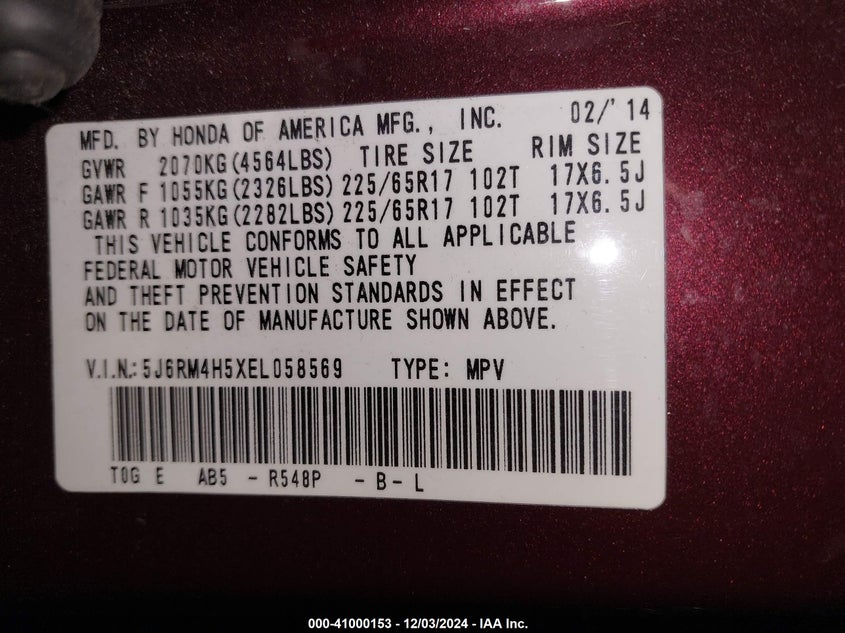 MFD. BY HONDA OF AMERICA MFG., INC. 02/'14
GVWR 2070KG(4564LBS) TIRE SIZE RIM SIZE
GAWR F 1055KG(2326LBS) 225/65R17 102T 17X6.5J
GAWR R 1035KG(2282LBS) 225/65R17 102T 17X6.5J
THIS VEHICLE CONFORMS TO ALL APPLICABLE
FEDERAL MOTOR VEHICLE SAFETY
AND THEFT PREVENTION STANDARDS IN EFFECT
ON THE DATE OF MANUFACTURE SHOWN ABOVE.
V.I.N.: 5J6RM4H5XEL058569 TYPE: MPV
T0G E AB5 - R548P - B - L
000-41000153 - 12/03/2024 - IAA Inc.